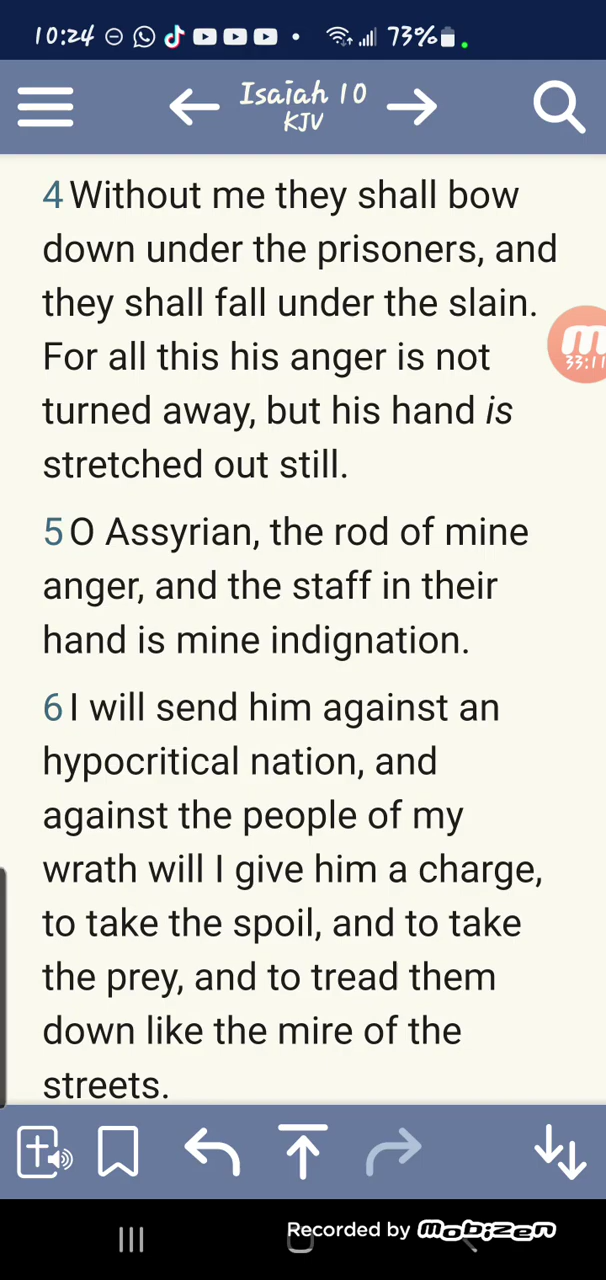 10:24 73%
Isaiah 10
KJV
4 Without me they shall bow
down under the prisoners, and
they shall fall under the slain.
For all this his anger is not
turned away, but his hand is
stretched out still.
33:11
5 O Assyrian, the rod of mine
anger, and the staff in their
hand is mine indignation.
6 I will send him against an
hypocritical nation, and
against the people of my
wrath will I give him a charge,
to take the spoil, and to take
the prey, and to tread them
down like the mire of the
streets.
Recorded by mobizen